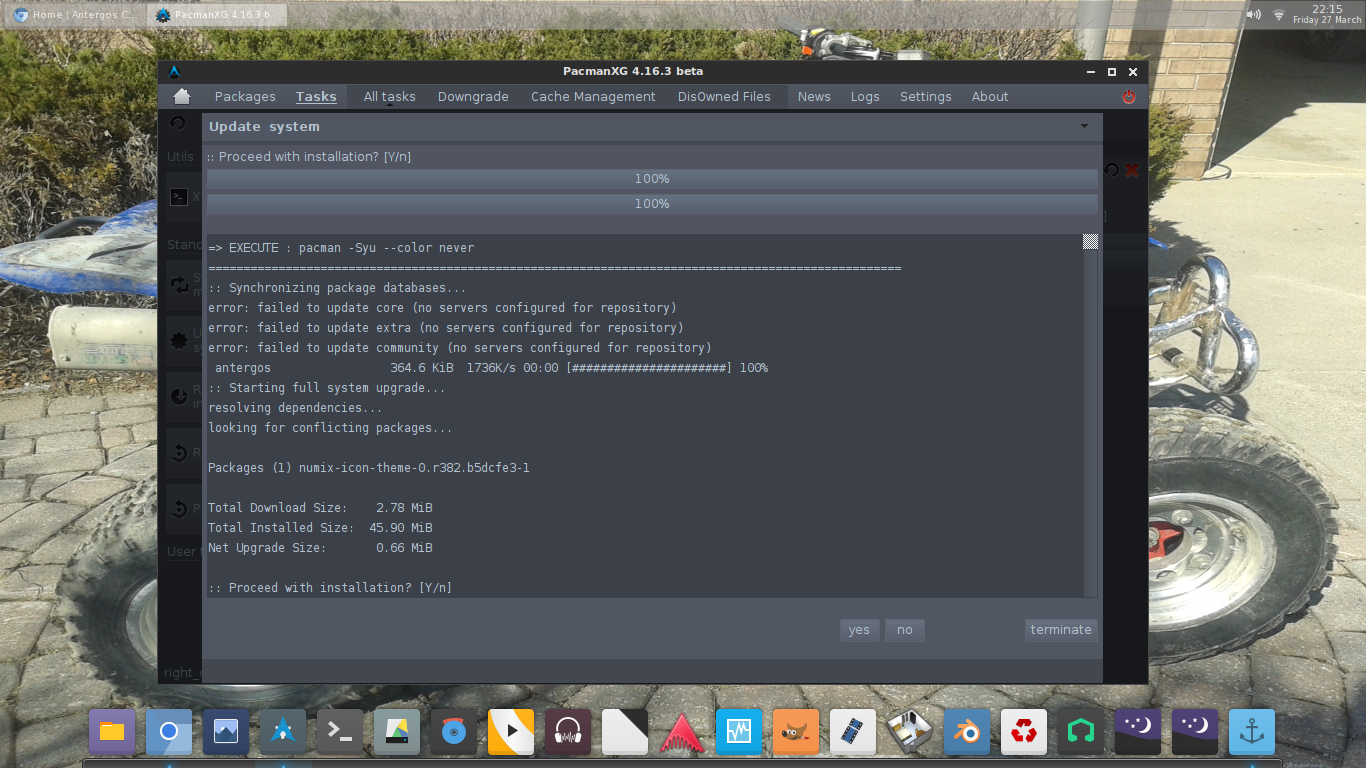 Home | Antergos C...
PacmanXG 4.16.3 b...
22:15
Friday 27 March
PacmanXG 4.16.3 beta
Packages Tasks All tasks Downgrade Cache Management DisOwned Files News Logs Settings About
Update system
Utils
:: Proceed with installation? [Y/n]
100%
100%
=> EXECUTE : pacman -Syu --color never
===================================================================================================
:: Synchronizing package databases...
error: failed to update core (no servers configured for repository)
error: failed to update extra (no servers configured for repository)
error: failed to update community (no servers configured for repository)
antergos 364.6 KiB 1736K/s 00:00 [######################] 100%
:: Starting full system upgrade...
resolving dependencies...
looking for conflicting packages...
Packages (1) numix-icon-theme-0.r382.b5dcfe3-1
Total Download Size: 2.78 MiB
Total Installed Size: 45.90 MiB
Net Upgrade Size: 0.66 MiB
:: Proceed with installation? [Y/n]
yes no terminate